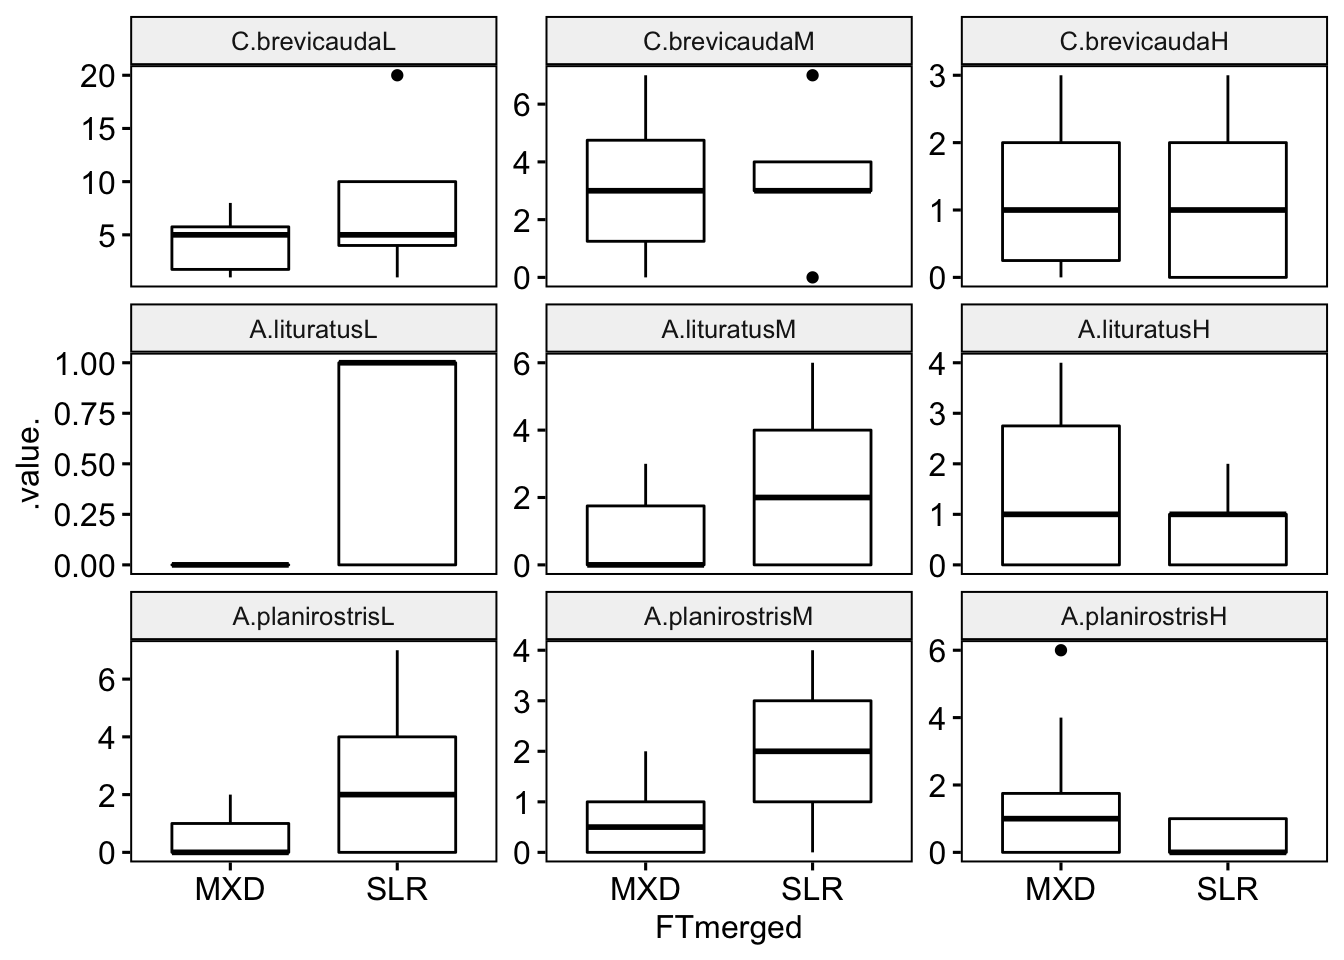 C.brevicaudaL C.brevicaudaM C.brevicaudaH
20 15 10 5
6 4 2 0
3 2 1 0
A.lituratusL A.lituratusM A.lituratusH
1.00 0.75 0.50 0.25 0.00
6 4 2 0
4 3 2 1 0
.value.
A.planirostrisL A.planirostrisM A.planirostrisH
6 4 2 0
4 3 2 1 0
6 4 2 0
MXD SLR MXD SLR MXD SLR
FTmerged